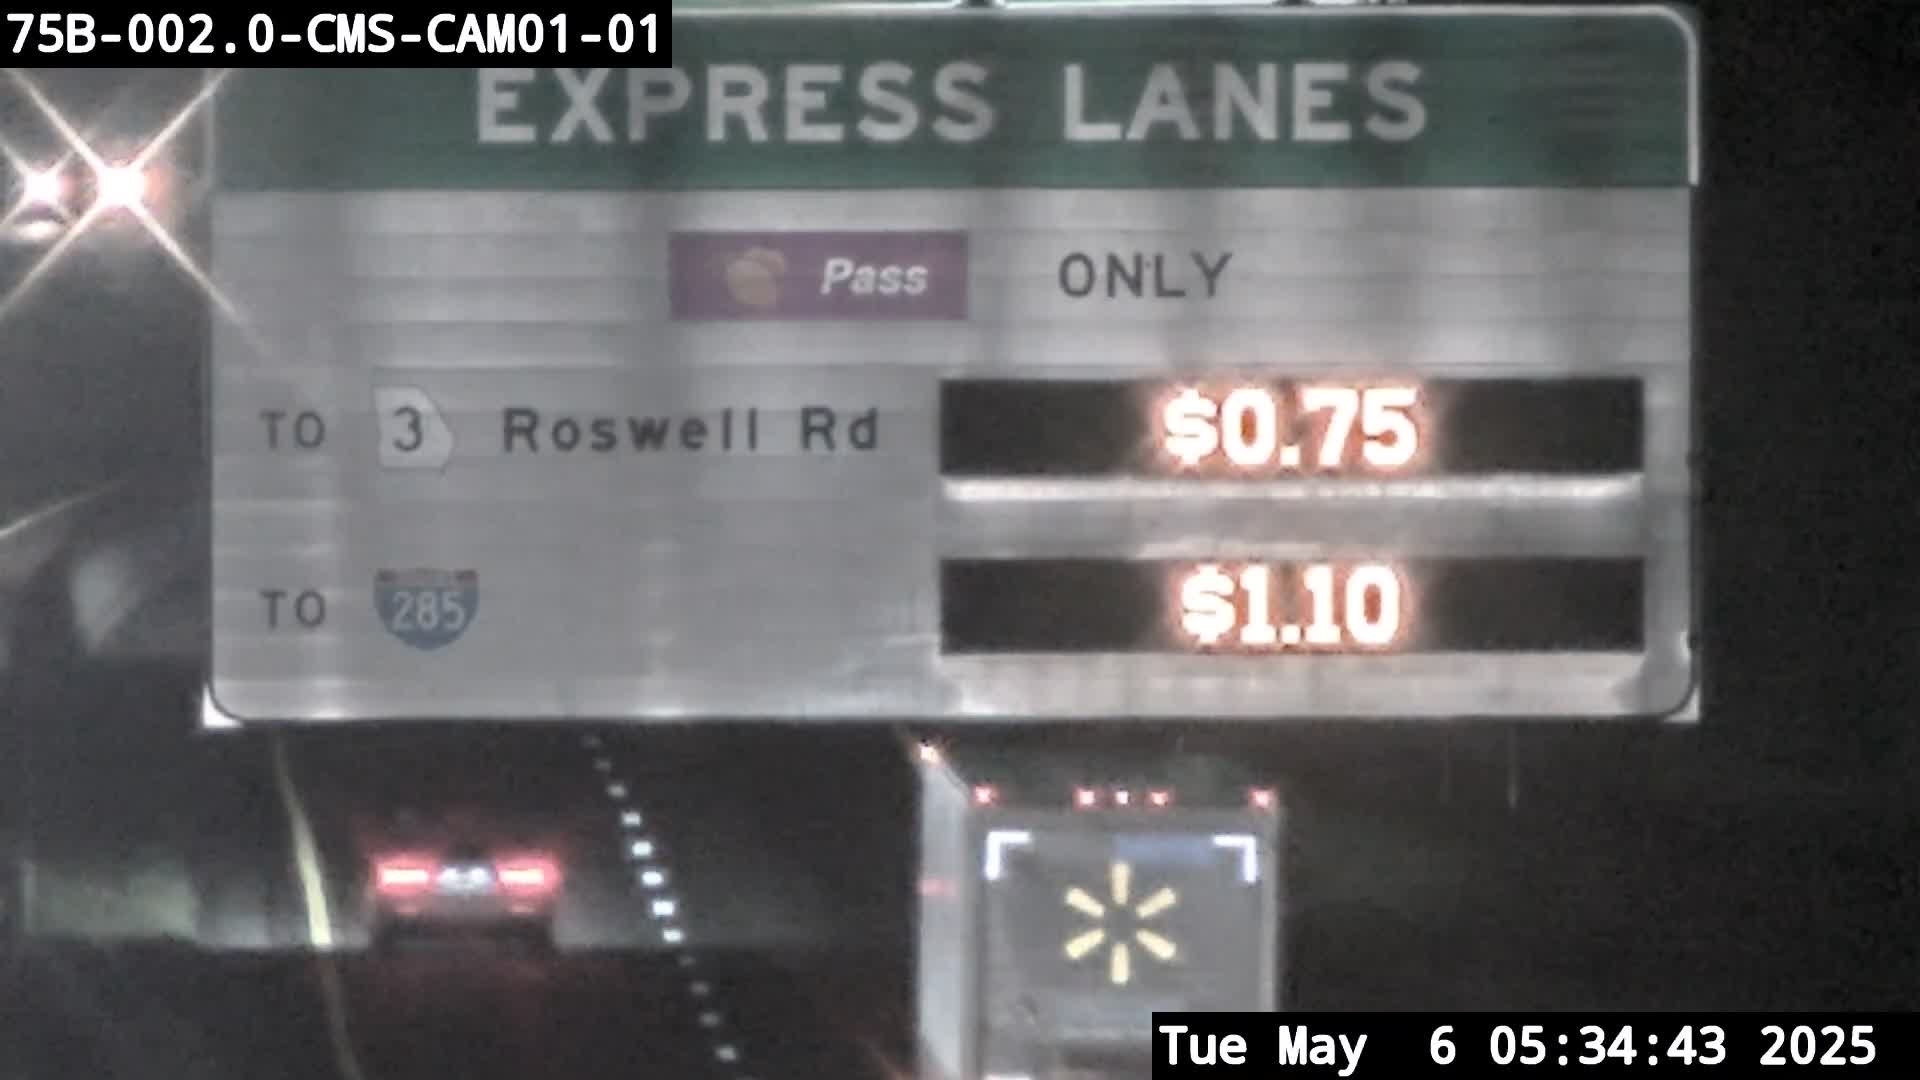 75B-002.0-CMS-CAM01-01
EXPRESS LANES
Pass ONLY
TO 3 Roswell Rd $0.75
TO 285 $1.10
Tue May 6 05:34:43 2025